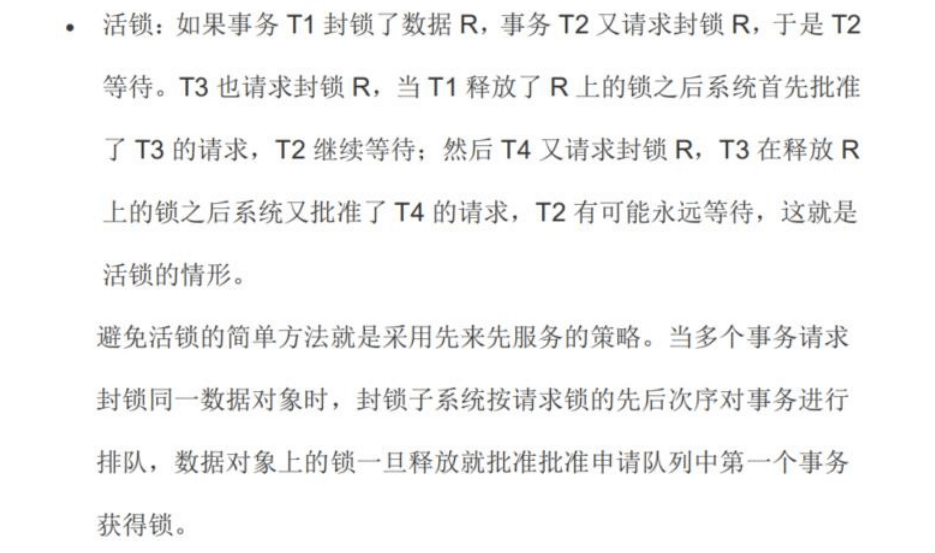 • 活锁：如果事务 T1 封锁了数据 R，事务 T2 又请求封锁 R，于是 T2
等待。T3 也请求封锁 R，当 T1 释放了 R 上的锁之后系统首先批准
了 T3 的请求，T2 继续等待；然后 T4 又请求封锁 R，T3 在释放 R
上的锁之后系统又批准了 T4 的请求，T2 有可能永远等待，这就是
活锁的情形。
避免活锁的简单方法就是采用先来先服务的策略。当多个事务请求
封锁同一数据对象时，封锁子系统按请求锁的先后次序对事务进行
排队，数据对象上的锁一旦释放就批准批准申请队列中第一个事务
获得锁。